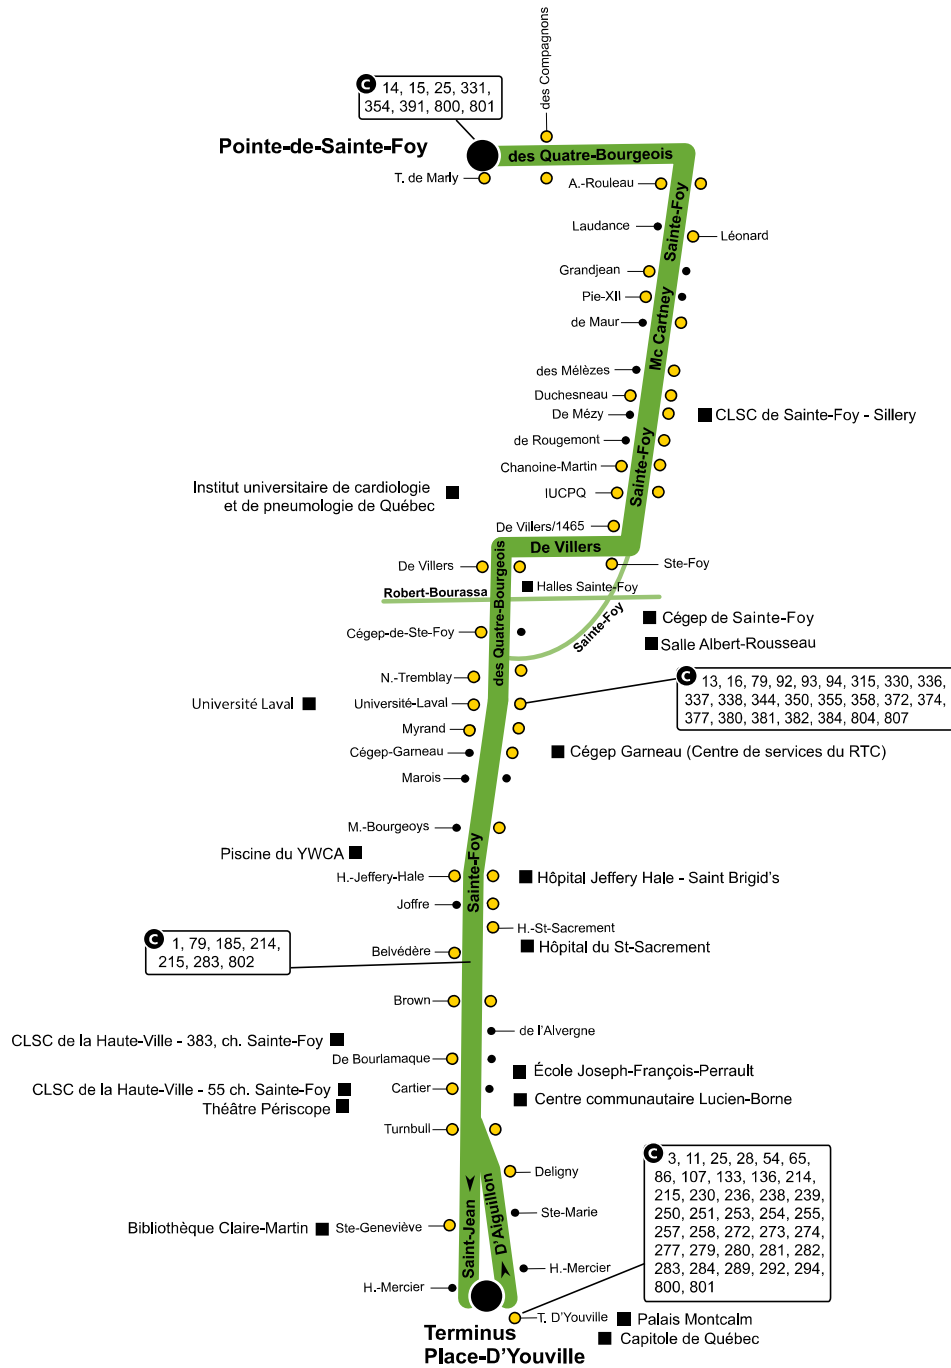 des Compagnons
C 14, 15, 25, 331,
354, 391, 800, 801
Pointe-de-Sainte-Foy
des Quatre-Bourgeois
T. de Marly
A.-Rouleau
Sainte-Foy
Laudance
Léonard
Grandjean
Pie-XII
Mc Cartney
de Maur
des Mélèzes
Duchesneau
De Mézy
CLSC de Sainte-Foy - Sillery
de Rougemont
Sainte-Foy
Chanoine-Martin
Institut universitaire de cardiologie
et de pneumologie de Québec
IUCPQ
De Villers/1465
De Villers
De Villers
Ste-Foy
des Quatre-Bourgeois
Halles Sainte-Foy
Robert-Bourassa
Sainte-Foy
Cégep de Sainte-Foy
Cégep-de-Ste-Foy
Salle Albert-Rousseau
N.-Tremblay
C 13, 16, 79, 92, 93, 94, 315, 330, 336,
337, 338, 344, 350, 355, 358, 372, 374,
377, 380, 381, 382, 384, 804, 807
Université Laval
Université-Laval
Myrand
Cégep-Garneau
Cégep Garneau (Centre de services du RTC)
Marois
M.-Bourgeoys
Sainte-Foy
Piscine du YWCA
H.-Jeffery-Hale
Hôpital Jeffery Hale - Saint Brigid's
Joffre
H.-St-Sacrement
C 1, 79, 185, 214,
215, 283, 802
Belvédère
Hôpital du St-Sacrement
Brown
de l'Alvergne
CLSC de la Haute-Ville - 383, ch. Sainte-Foy
De Bourlamaque
École Joseph-François-Perrault
CLSC de la Haute-Ville - 55 ch. Sainte-Foy
Cartier
Centre communautaire Lucien-Borne
Théâtre Périscope
Turnbull
C 3, 11, 25, 28, 54, 65,
86, 107, 133, 136, 214,
215, 230, 236, 238, 239,
250, 251, 253, 254, 255,
257, 258, 272, 273, 274,
277, 279, 280, 281, 282,
283, 284, 289, 292, 294,
800, 801
Deligny
Saint-Jean
D'Aiguillon
Ste-Marie
Bibliothèque Claire-Martin
Ste-Geneviève
H.-Mercier
H.-Mercier
T. D'Youville
Palais Montcalm
Terminus
Place-D'Youville
Capitole de Québec